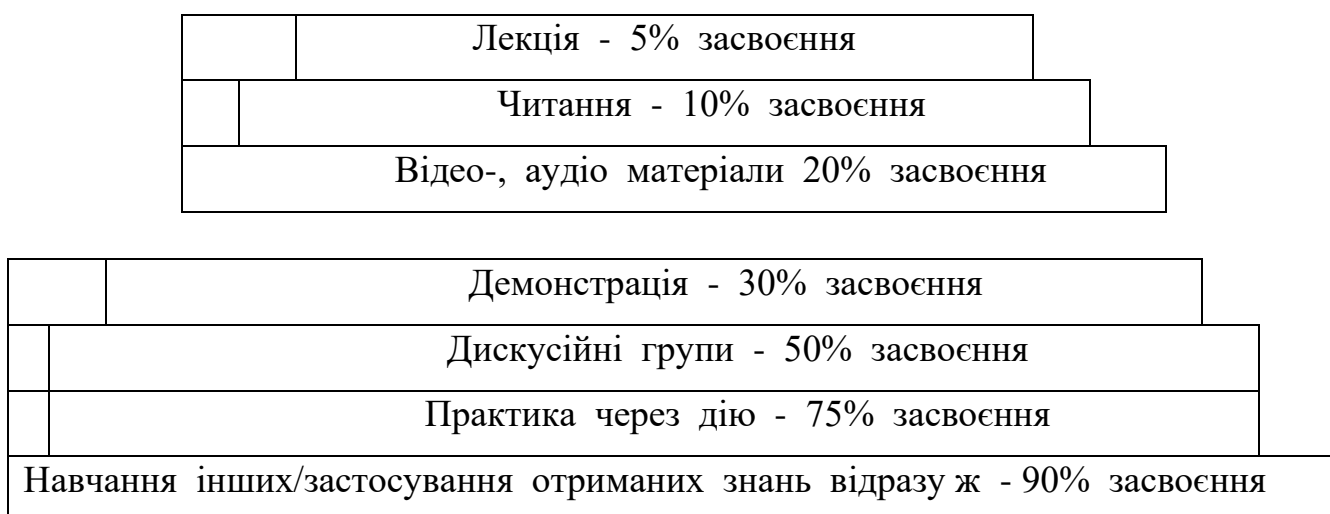 Лекція - 5% засвоєння
Читання - 10% засвоєння
Відео-, аудіо матеріали 20% засвоєння
Демонстрація - 30% засвоєння
Дискусійні групи - 50% засвоєння
Практика через дію - 75% засвоєння
Навчання інших/застосування отриманих знань відразу ж - 90% засвоєння